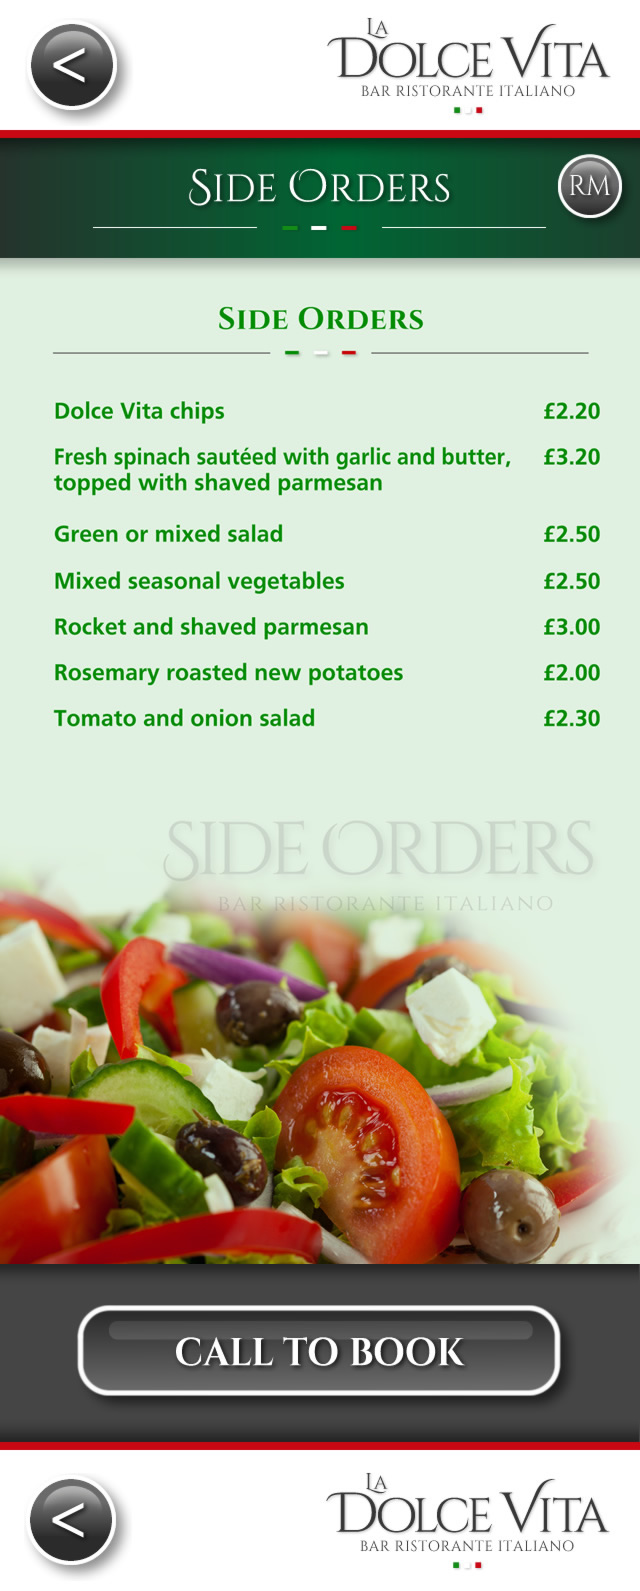 <
LA
DOLCE VITA
BAR RISTORANTE ITALIANO
SIDE ORDERS
RM
SIDE ORDERS
Dolce Vita chips £2.20
Fresh spinach sautéed with garlic and butter, £3.20
topped with shaved parmesan
Green or mixed salad £2.50
Mixed seasonal vegetables £2.50
Rocket and shaved parmesan £3.00
Rosemary roasted new potatoes £2.00
Tomato and onion salad £2.30
SIDE ORDERS
BAR RISTORANTE ITALIANO
CALL TO BOOK
<
LA
DOLCE VITA
BAR RISTORANTE ITALIANO